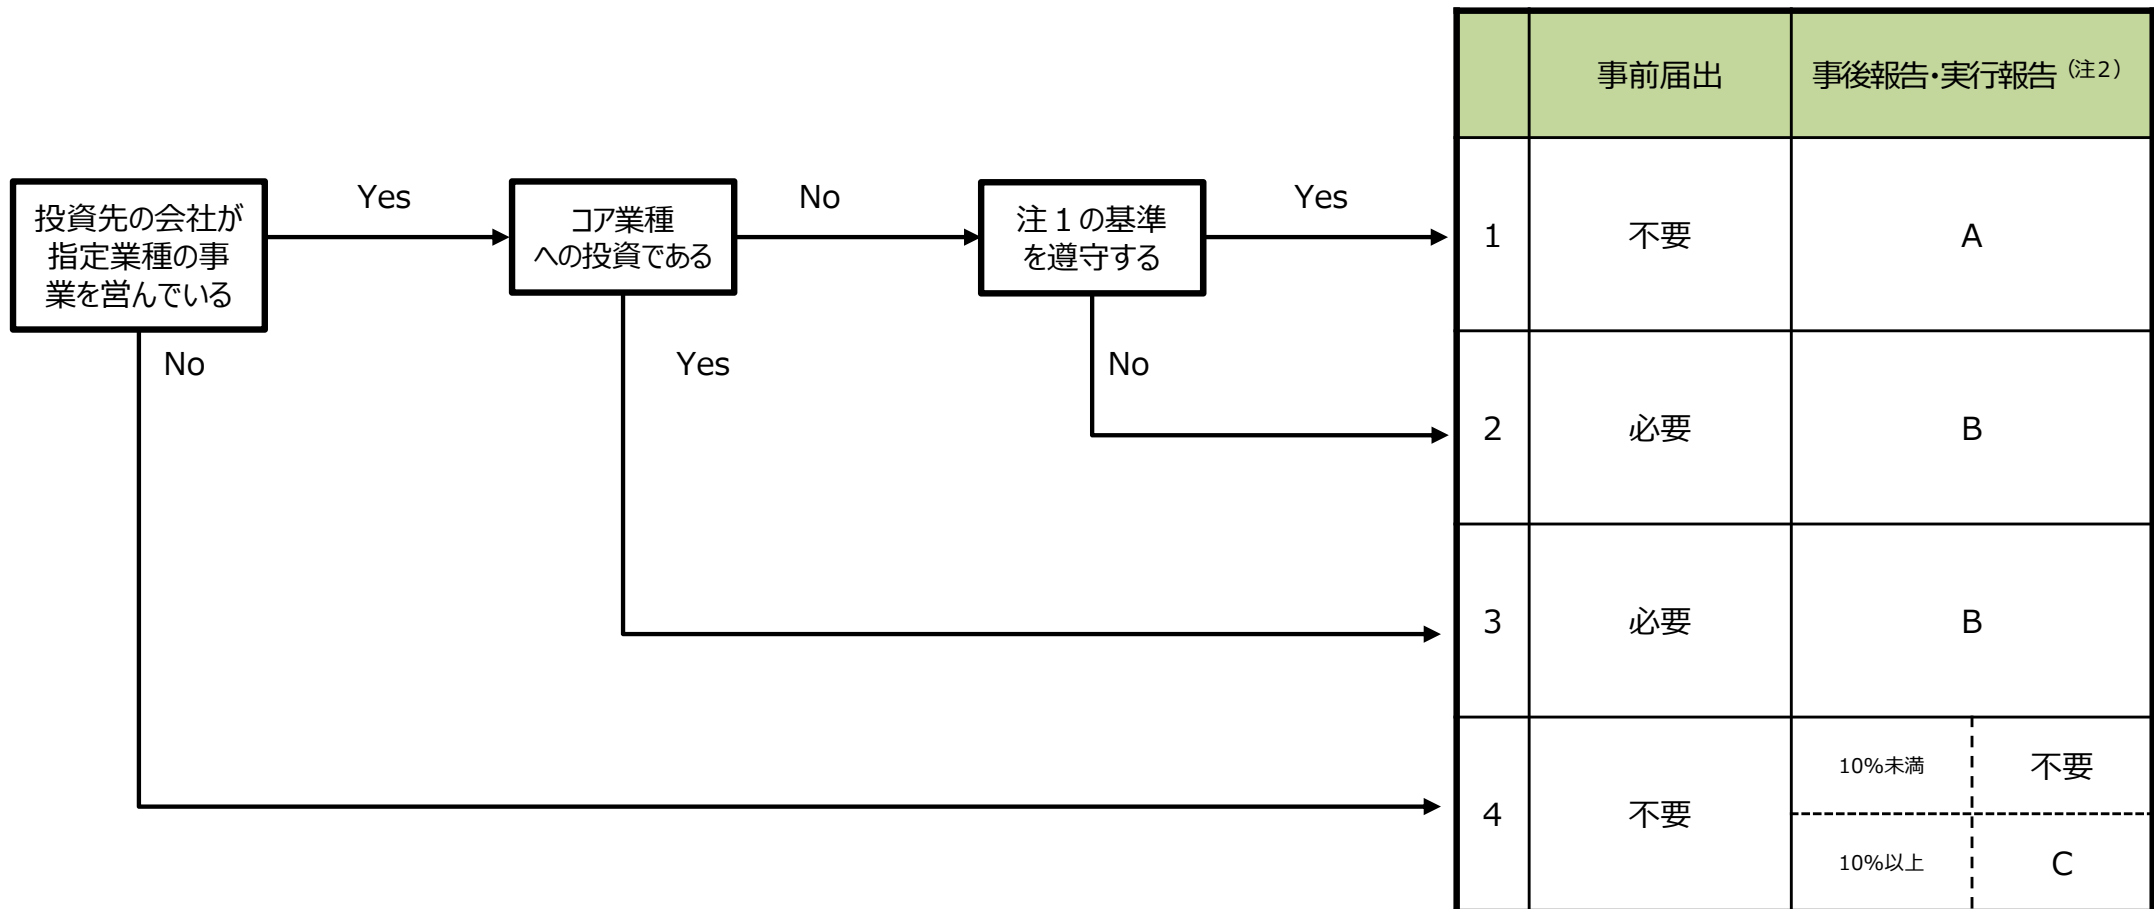 事前届出
事後報告・実行報告（注2）
投資先の会社が
指定業種の事
業を営んでいる
Yes
No
コア業種
への投資である
No
Yes
注１の基準
を遵守する
Yes
No
1
不要
A
2
必要
B
3
必要
B
4
不要
10%未満
不要
10%以上
C